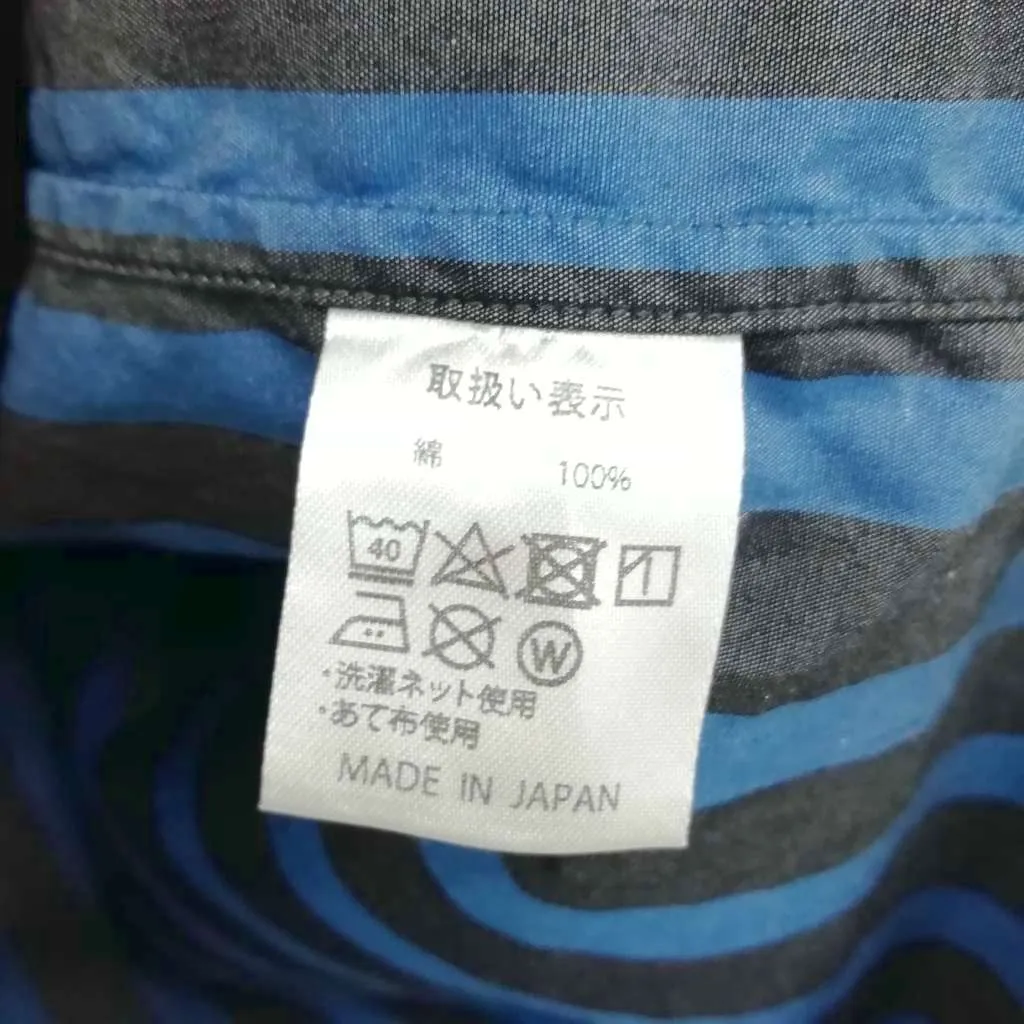 取扱い表示
綿 100%
40
W
・洗濯ネット使用
・あて布使用
MADE IN JAPAN